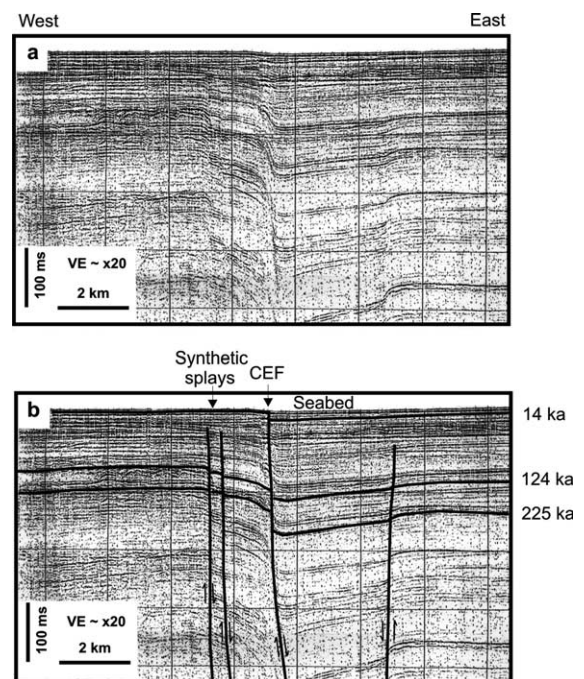 West East
a
100 ms
VE ~ x20
2 km
Synthetic
splays
CEF
Seabed
b
14 ka
124 ka
225 ka
100 ms
VE ~ x20
2 km